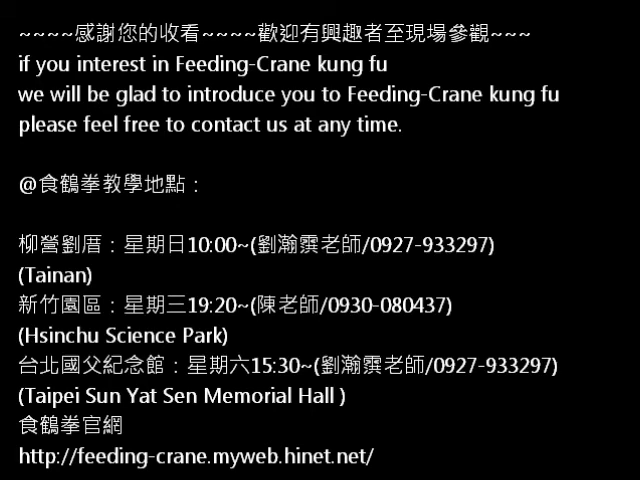 ~~~~感謝您的收看~~~~歡迎有興趣者至現場參觀~~~
if you interest in Feeding-Crane kung fu
we will be glad to introduce you to Feeding-Crane kung fu
please feel free to contact us at any time.
@食鶴拳教學地點：
柳營劉厝：星期日10:00~(劉瀚霖老師/0927-933297)
(Tainan)
新竹園區：星期三19:20~(陳老師/0930-080437)
(Hsinchu Science Park)
台北國父紀念館：星期六15:30~(劉瀚霖老師/0927-933297)
(Taipei Sun Yat Sen Memorial Hall )
食鶴拳官網
http://feeding-crane.myweb.hinet.net/